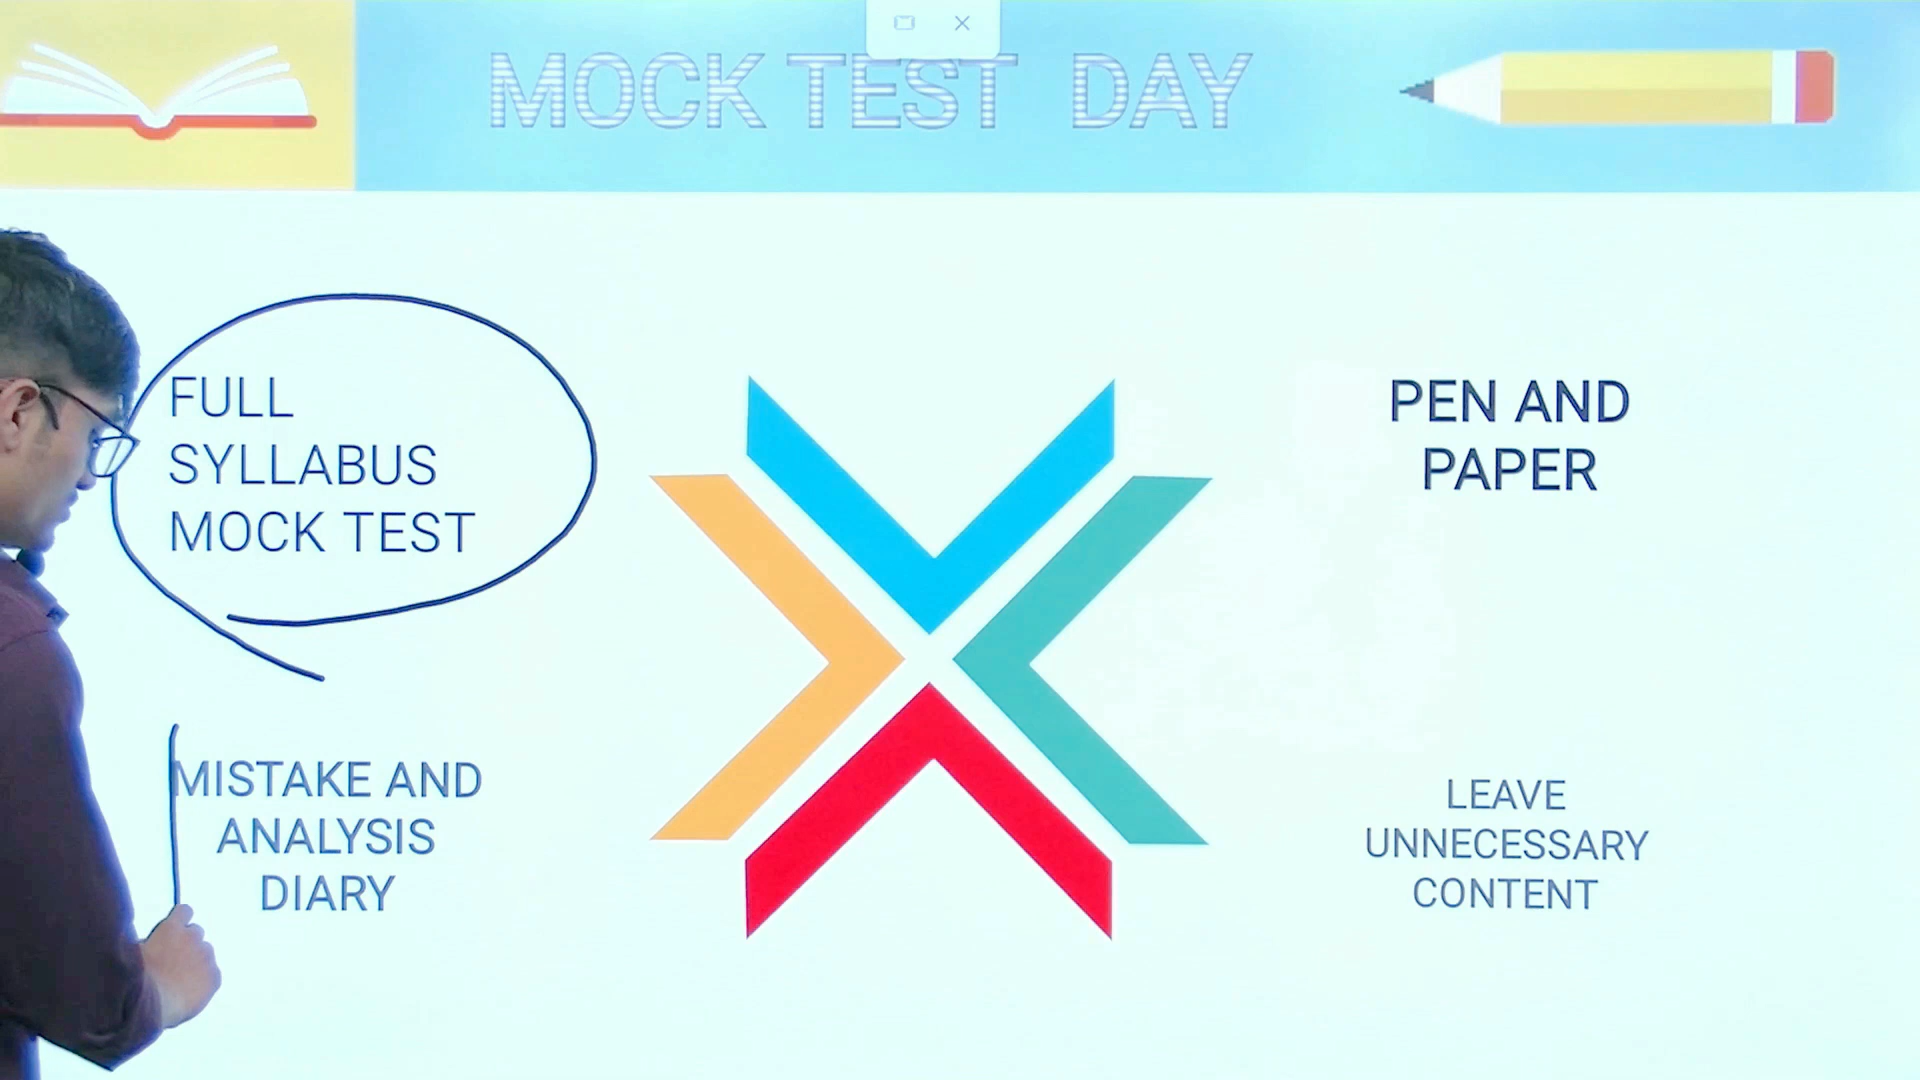 MOCK TEST DAY
FULL
SYLLABUS
MOCK TEST
PEN AND
PAPER
MISTAKE AND
ANALYSIS
DIARY
LEAVE
UNNECESSARY
CONTENT